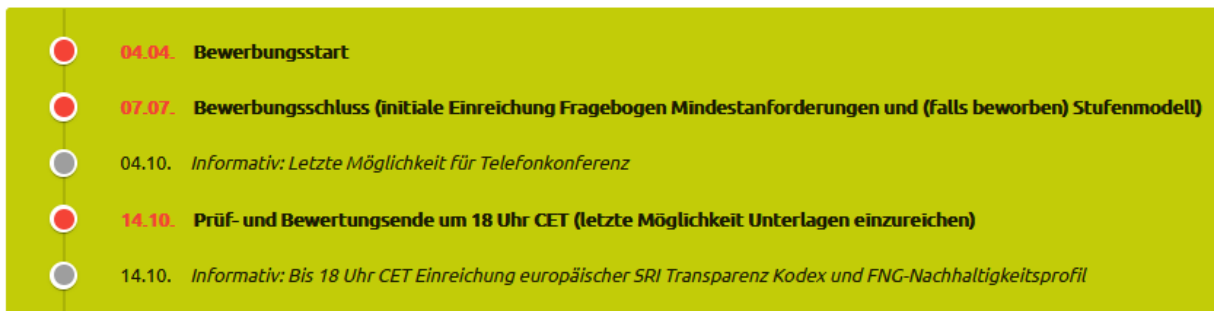 04.04. Bewerbungsstart
07.07. Bewerbungsschluss (initiale Einreichung Fragebogen Mindestanforderungen und (falls beworben) Stufenmodell)
04.10. Informativ: Letzte Möglichkeit für Telefonkonferenz
14.10. Prüf- und Bewertungsende um 18 Uhr CET (letzte Möglichkeit Unterlagen einzureichen)
14.10. Informativ: Bis 18 Uhr CET Einreichung europäischer SRI Transparenz Kodex und FNG-Nachhaltigkeitsprofil